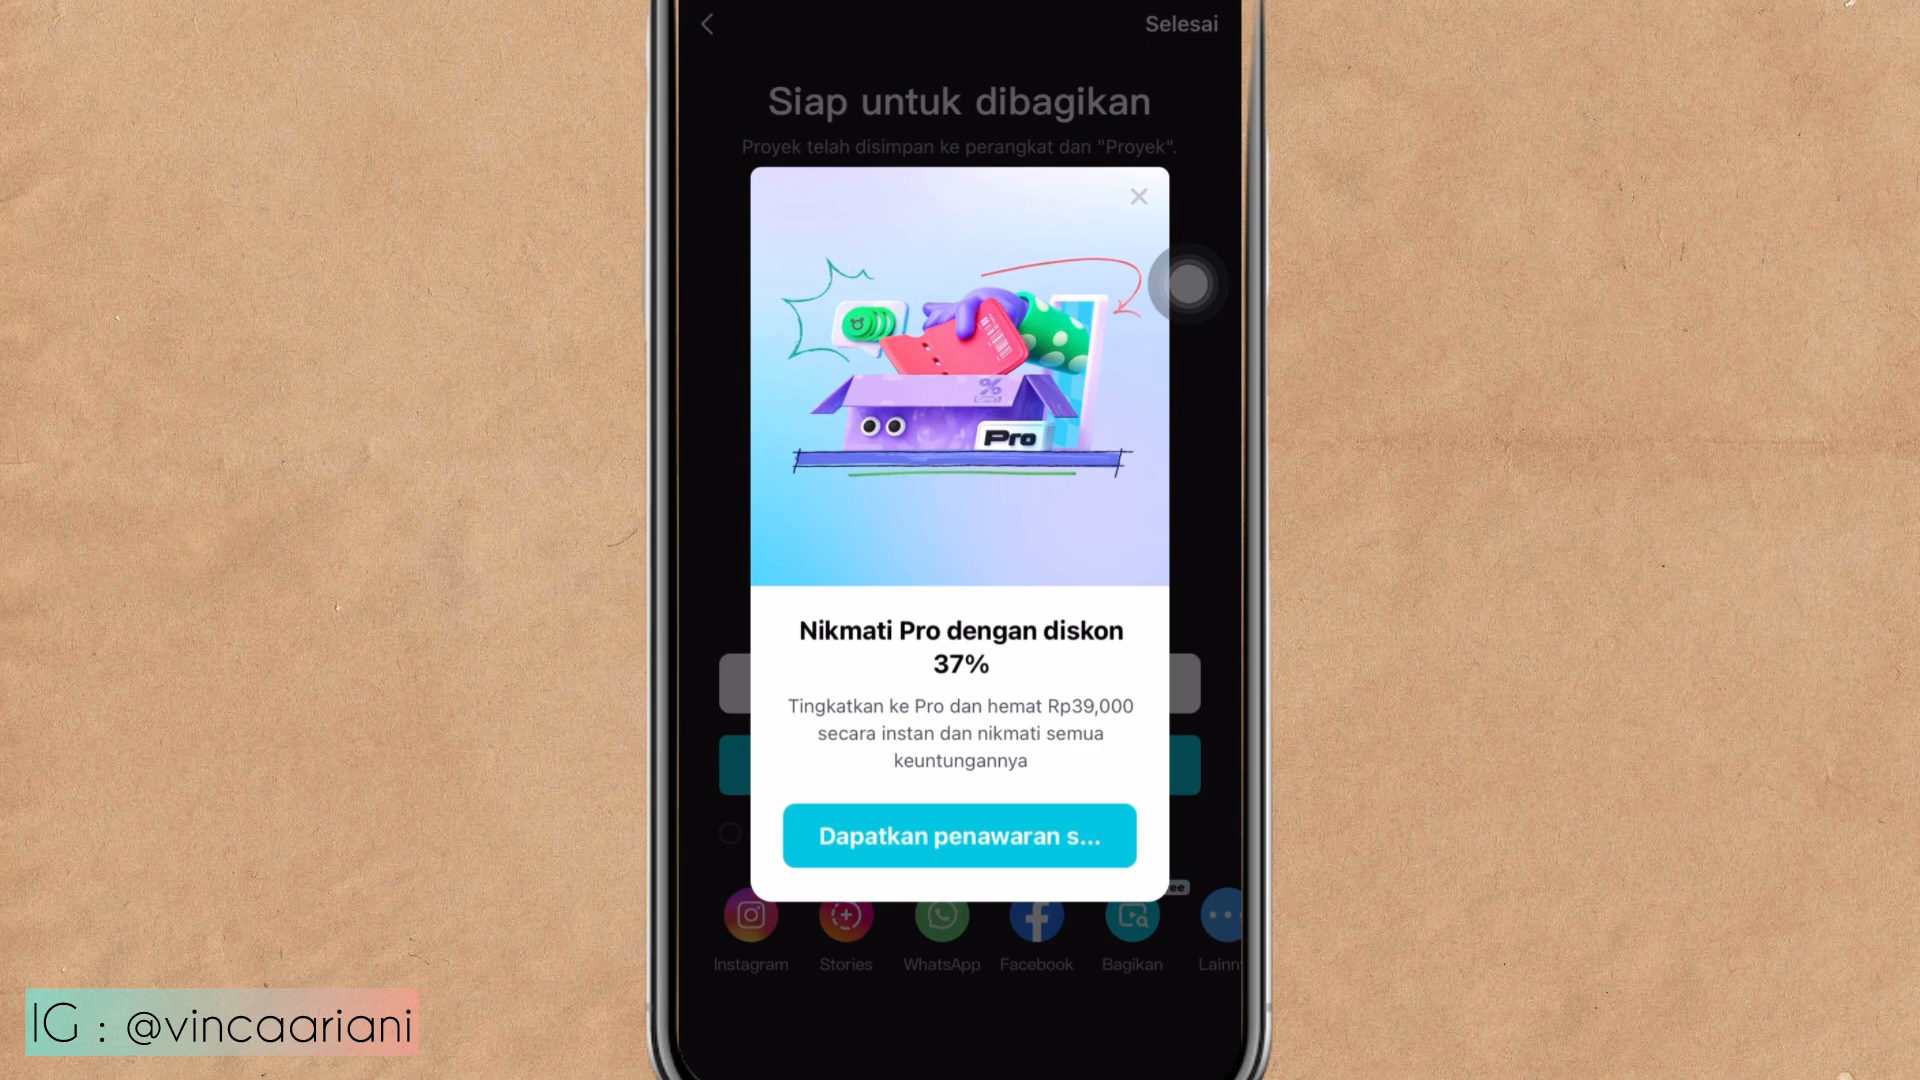 Selesai
Siap untuk dibagikan
Proyek telah disimpan ke perangkat dan "Proyek".
%
Pro
Nikmati Pro dengan diskon
37%
Tingkatkan ke Pro dan hemat Rp39,000
secara instan dan nikmati semua
keuntungannya
Dapatkan penawaran s...
ee
Instagram
Stories
WhatsApp
Facebook
Bagikan
Lainn
IG : @vincaariani